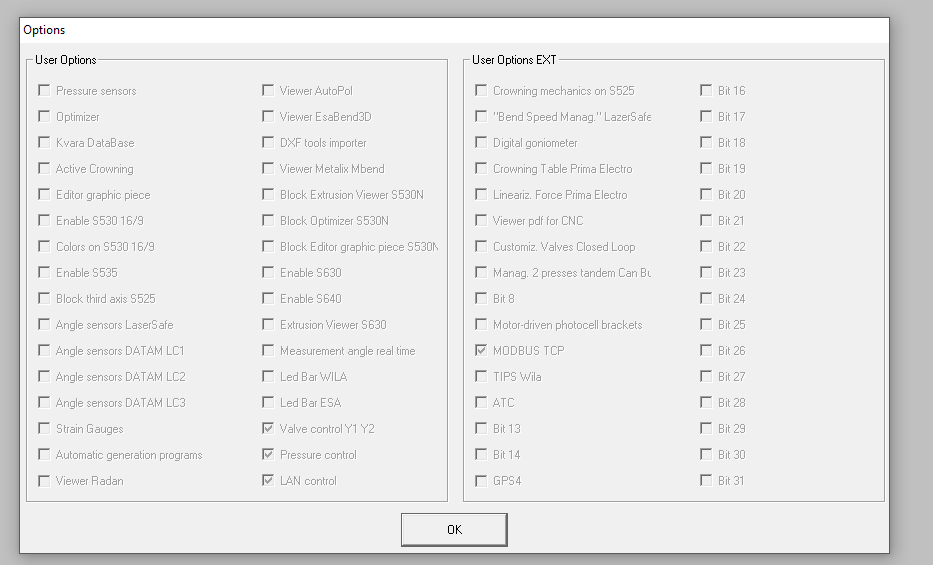 Options
User Options
Pressure sensors
Optimizer
Kvara DataBase
Active Crowning
Editor graphic piece
Enable S530 16/9
Colors on S530 16/9
Enable S535
Block third axis S525
Angle sensors LaserSafe
Angle sensors DATAM LC1
Angle sensors DATAM LC2
Angle sensors DATAM LC3
Strain Gauges
Automatic generation programs
Viewer Radan
Viewer AutoPol
Viewer EsaBend3D
DXF tools importer
Viewer Metalix Mbend
Block Extrusion Viewer S530N
Block Optimizer S530N
Block Editor graphic piece S530N
Enable S630
Enable S640
Extrusion Viewer S630
Measurement angle real time
Led Bar WILA
Led Bar ESA
Valve control Y1 Y2
Pressure control
LAN control
User Options EXT
Crowning mechanics on S525
"Bend Speed Manag." LazerSafe
Digital goniometer
Crowning Table Prima Electro
Lineariz. Force Prima Electro
Viewer pdf for CNC
Customiz. Valves Closed Loop
Manag. 2 presses tandem Can Bu
Bit 8
Motor-driven photocell brackets
MODBUS TCP
TIPS Wila
ATC
Bit 13
Bit 14
GPS4
Bit 16
Bit 17
Bit 18
Bit 19
Bit 20
Bit 21
Bit 22
Bit 23
Bit 24
Bit 25
Bit 26
Bit 27
Bit 28
Bit 29
Bit 30
Bit 31
OK